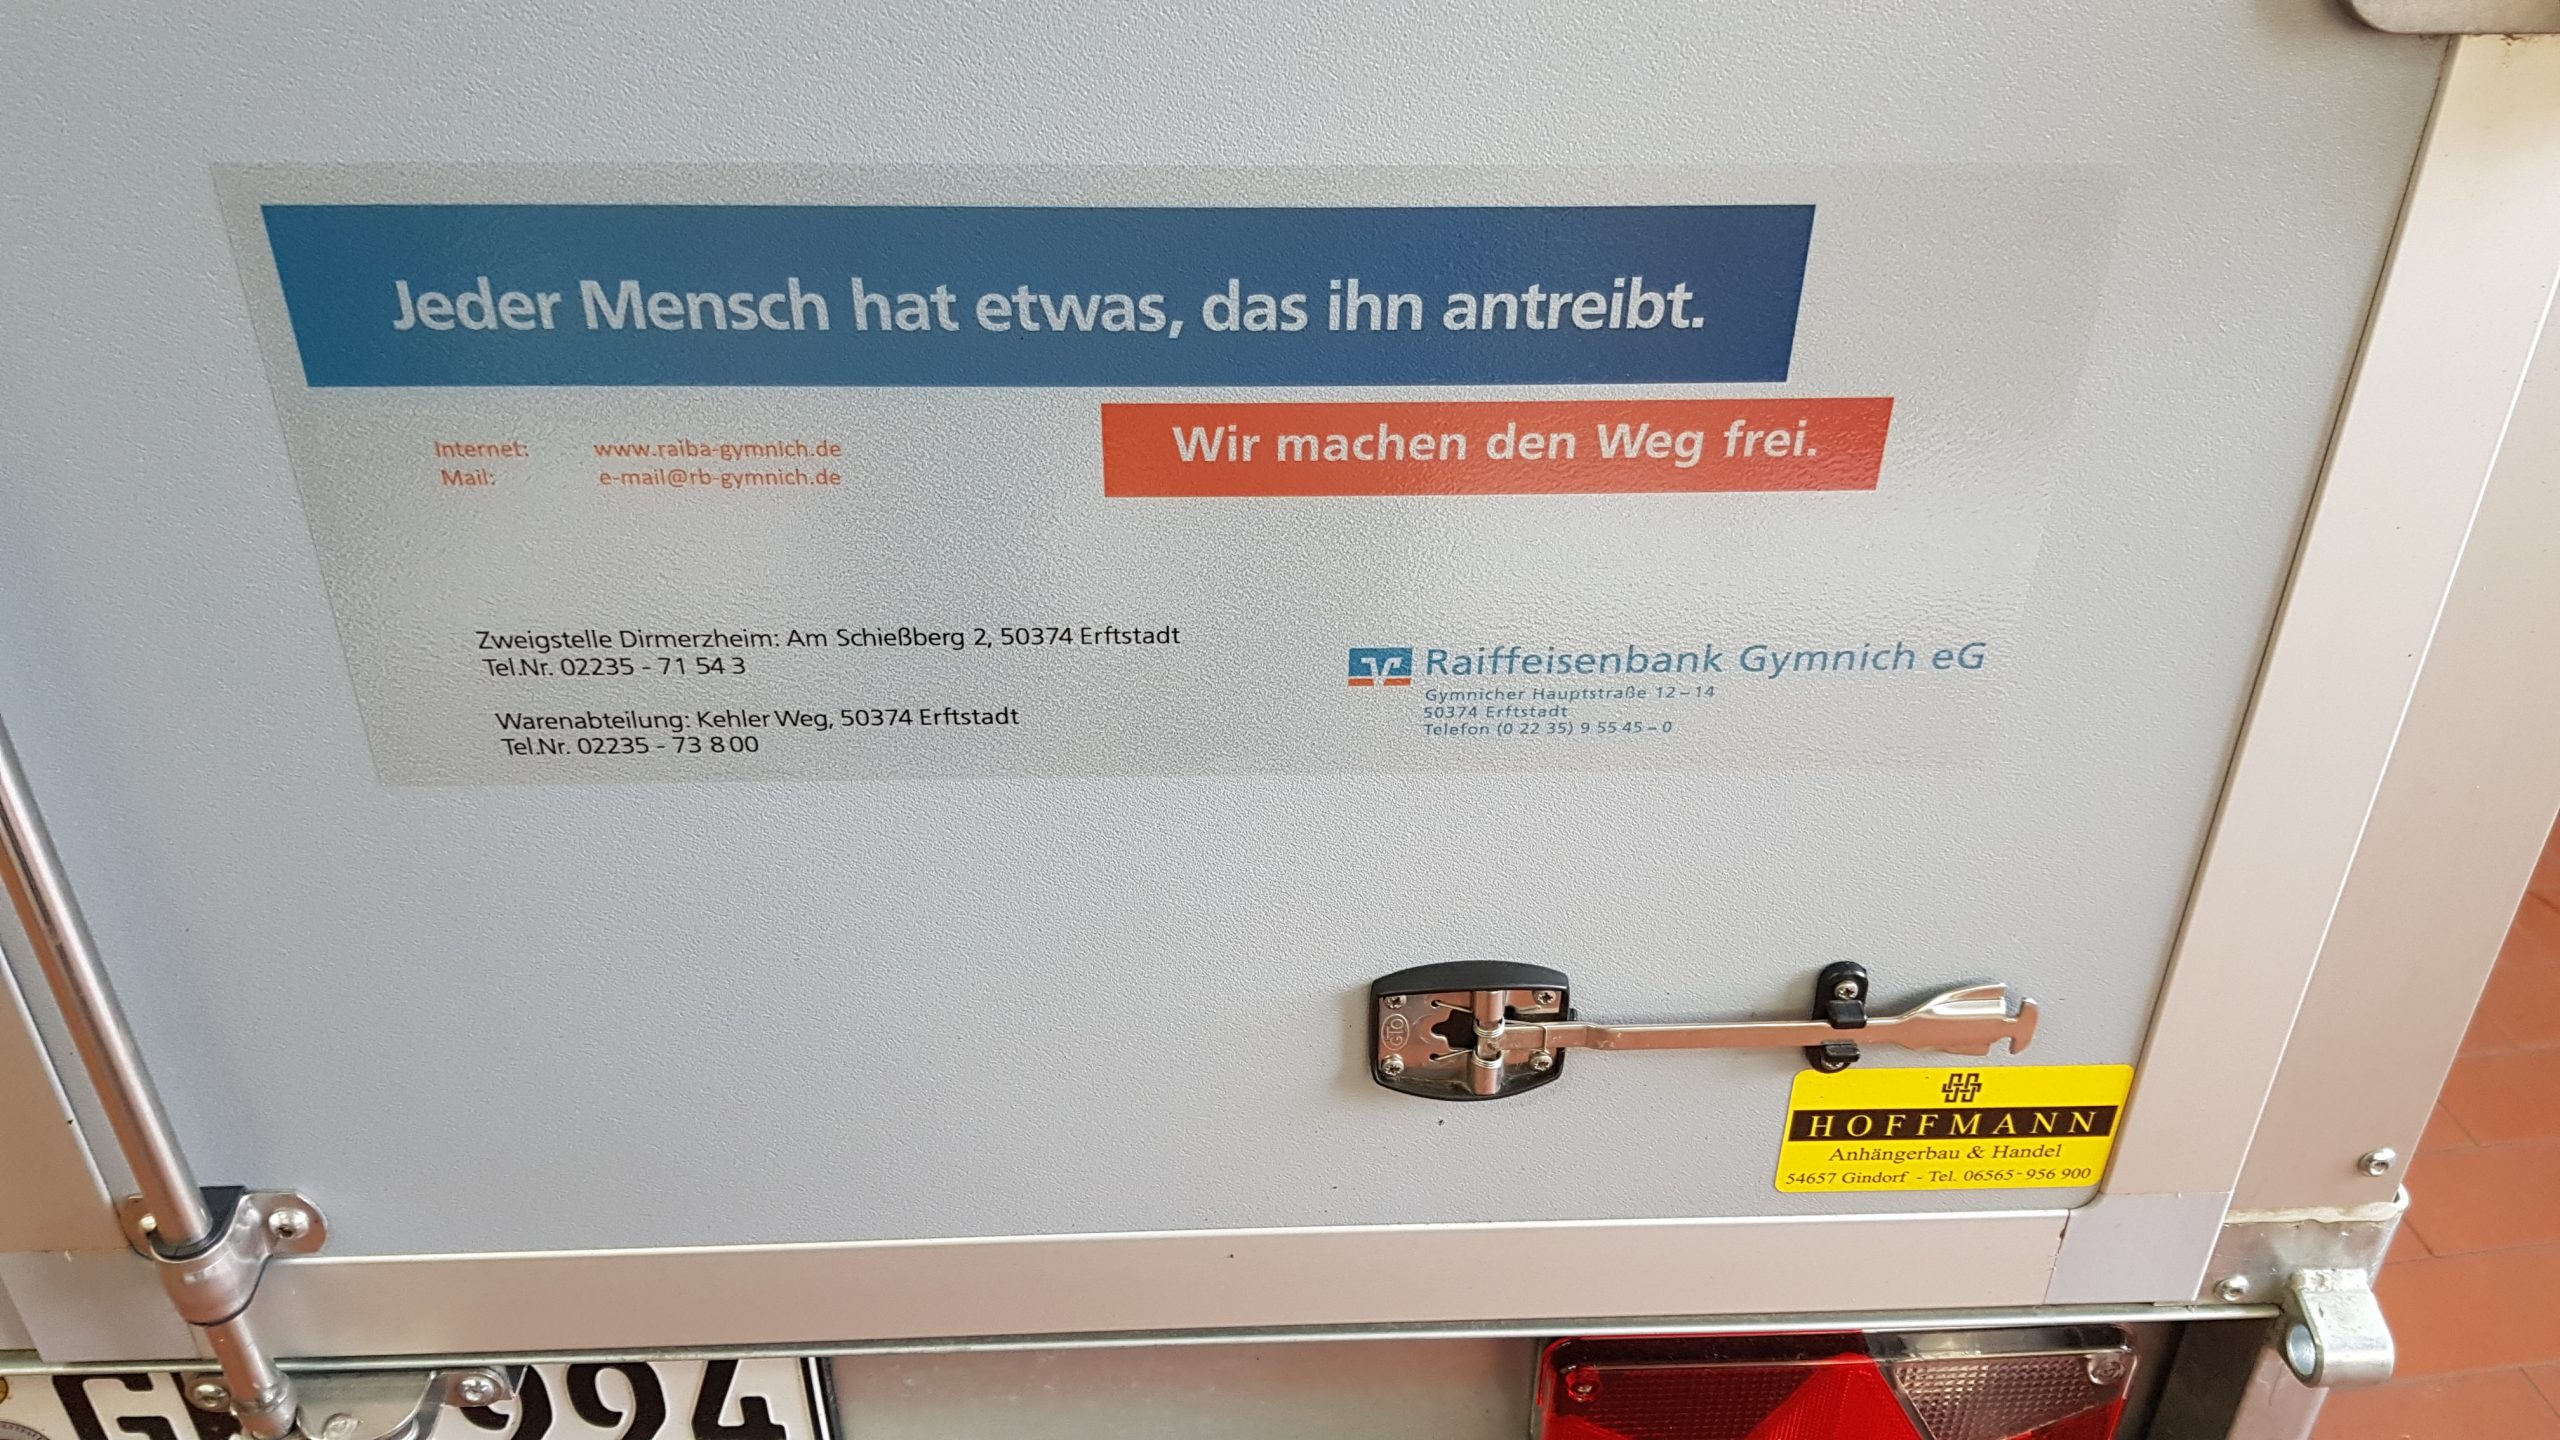 Jeder Mensch hat etwas, das ihn antreibt.
Wir machen den Weg frei.
Internet: www.raiba-gymnich.de
Mail: e-mail@rb-gymnich.de
Zweigstelle Dirmerzheim: Am Schießberg 2, 50374 Erftstadt
Tel.Nr. 02235 - 71 54 3
Warenabteilung: Kehler Weg, 50374 Erftstadt
Tel.Nr. 02235 - 73 8 00
Raiffeisenbank Gymnich eG
Gymnicher Hauptstraße 12 – 14
50374 Erftstadt
Telefon (0 22 35) 9 55 45 – 0
GTO
HOFFMANN
Anhängerbau & Handel
54657 Gindorf - Tel. 06565-956 900
994